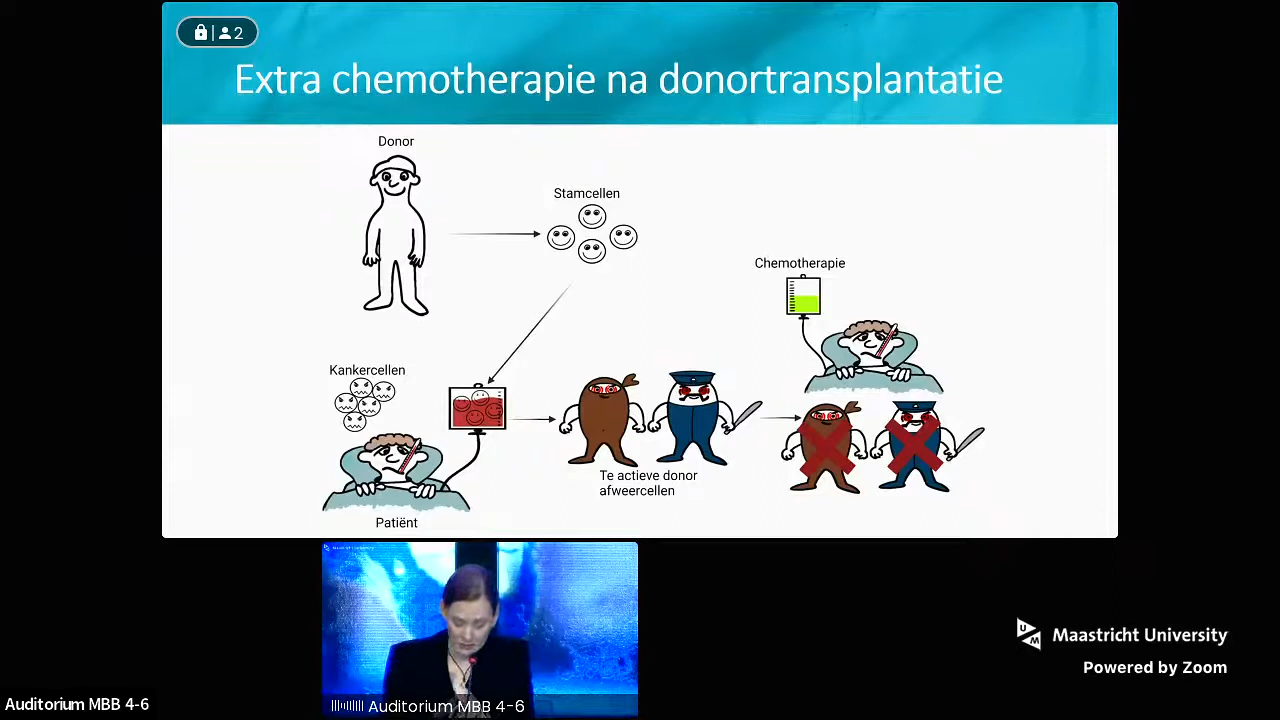 2
Extra chemotherapie na donortransplantatie
Donor
Stamcellen
Chemotherapie
Kankercellen
Te actieve donor
afweercellen
Patiënt
UM
Maastricht University
Powered by Zoom
Auditorium MBB 4-6
Auditorium MBB 4-6